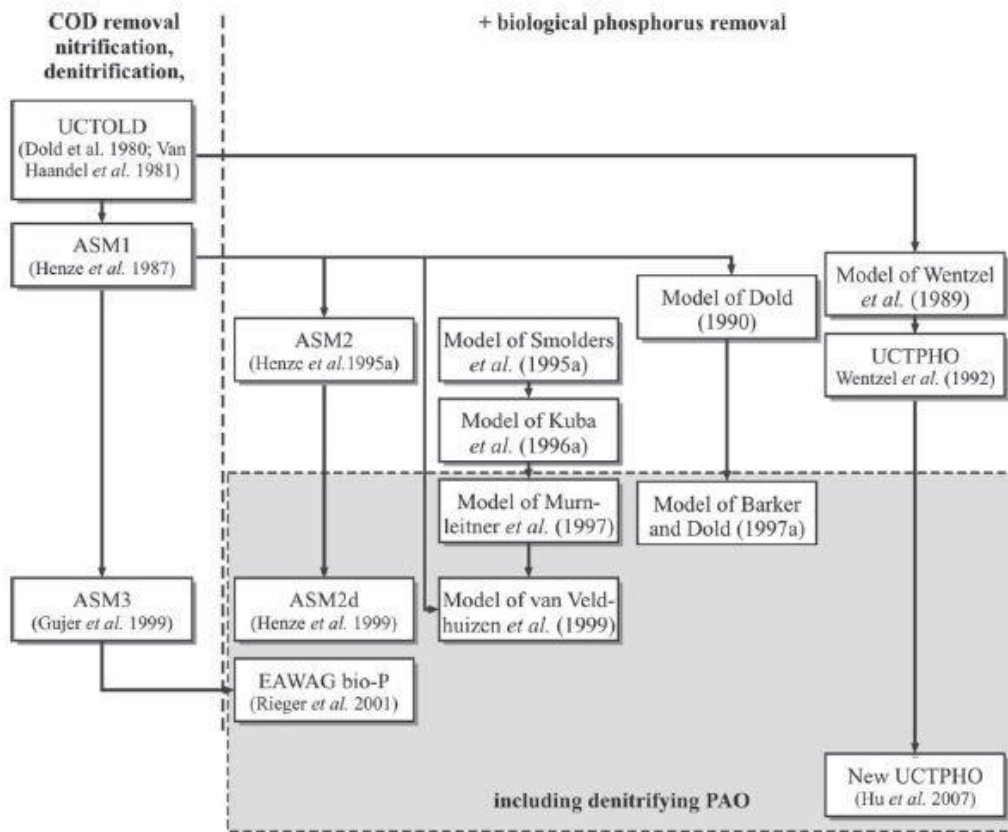 COD removal
nitrification,
denitrification,
+ biological phosphorus removal
UCTOLD
(Dold et al. 1980; Van
Haandel et al. 1981)
ASM1
(Henze et al. 1987)
Model of Wentzel
et al. (1989)
Model of Dold
(1990)
ASM2
(Henze et al.1995a)
Model of Smolders
et al. (1995a)
UCTPHO
Wentzel et al. (1992)
Model of Kuba
et al. (1996a)
Model of Murn-
leitner et al. (1997)
Model of Barker
and Dold (1997a)
ASM3
(Gujer et al. 1999)
ASM2d
(Henze et al. 1999)
Model of van Veld-
huizen et al. (1999)
EAWAG bio-P
(Rieger et al. 2001)
New UCTPHO
(Hu et al. 2007)
including denitrifying PAO